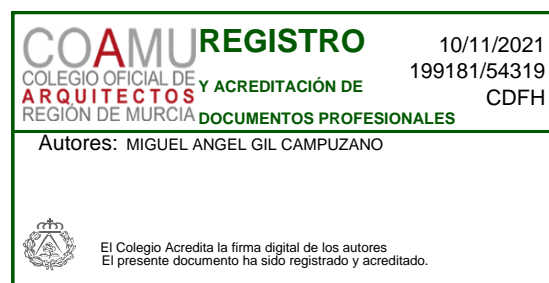 COAMU
COLEGIO OFICIAL DE
ARQUITECTOS
REGIÓN DE MURCIA
REGISTRO
Y ACREDITACIÓN DE
DOCUMENTOS PROFESIONALES
10/11/2021
199181/54319
CDFH
Autores: MIGUEL ANGEL GIL CAMPUZANO
El Colegio Acredita la firma digital de los autores
El presente documento ha sido registrado y acreditado.